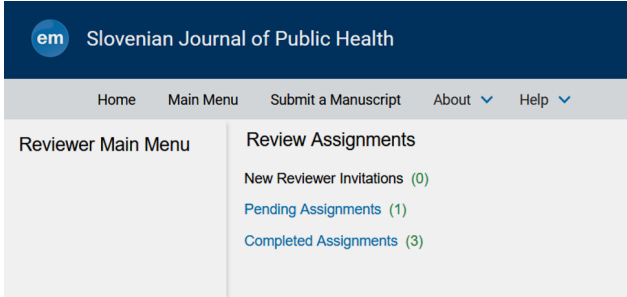 em
Slovenian Journal of Public Health
Home Main Menu Submit a Manuscript About Help
Reviewer Main Menu
Review Assignments
New Reviewer Invitations (0)
Pending Assignments (1)
Completed Assignments (3)